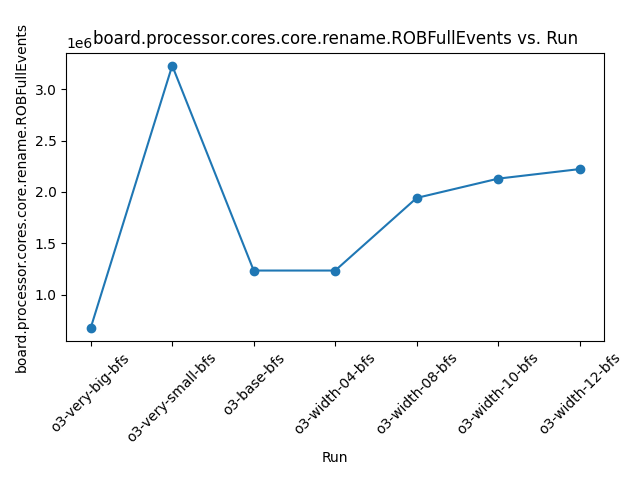 board.processor.cores.core.rename.ROBFullEvents vs. Run
1e6
board.processor.cores.core.rename.ROBFullEvents
3.0
2.5
2.0
1.5
1.0
o3-very-big-bfs
o3-very-small-bfs
o3-base-bfs
o3-width-04-bfs
o3-width-08-bfs
o3-width-10-bfs
o3-width-12-bfs
Run